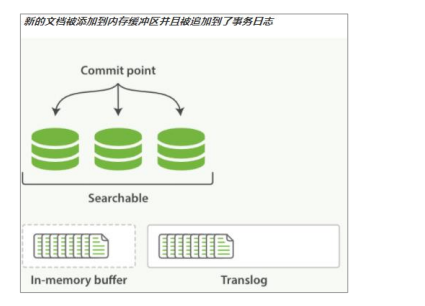 新的文档被添加到内存缓冲区并且被追加到了事务日志
Commit point
Searchable
In-memory buffer
Translog